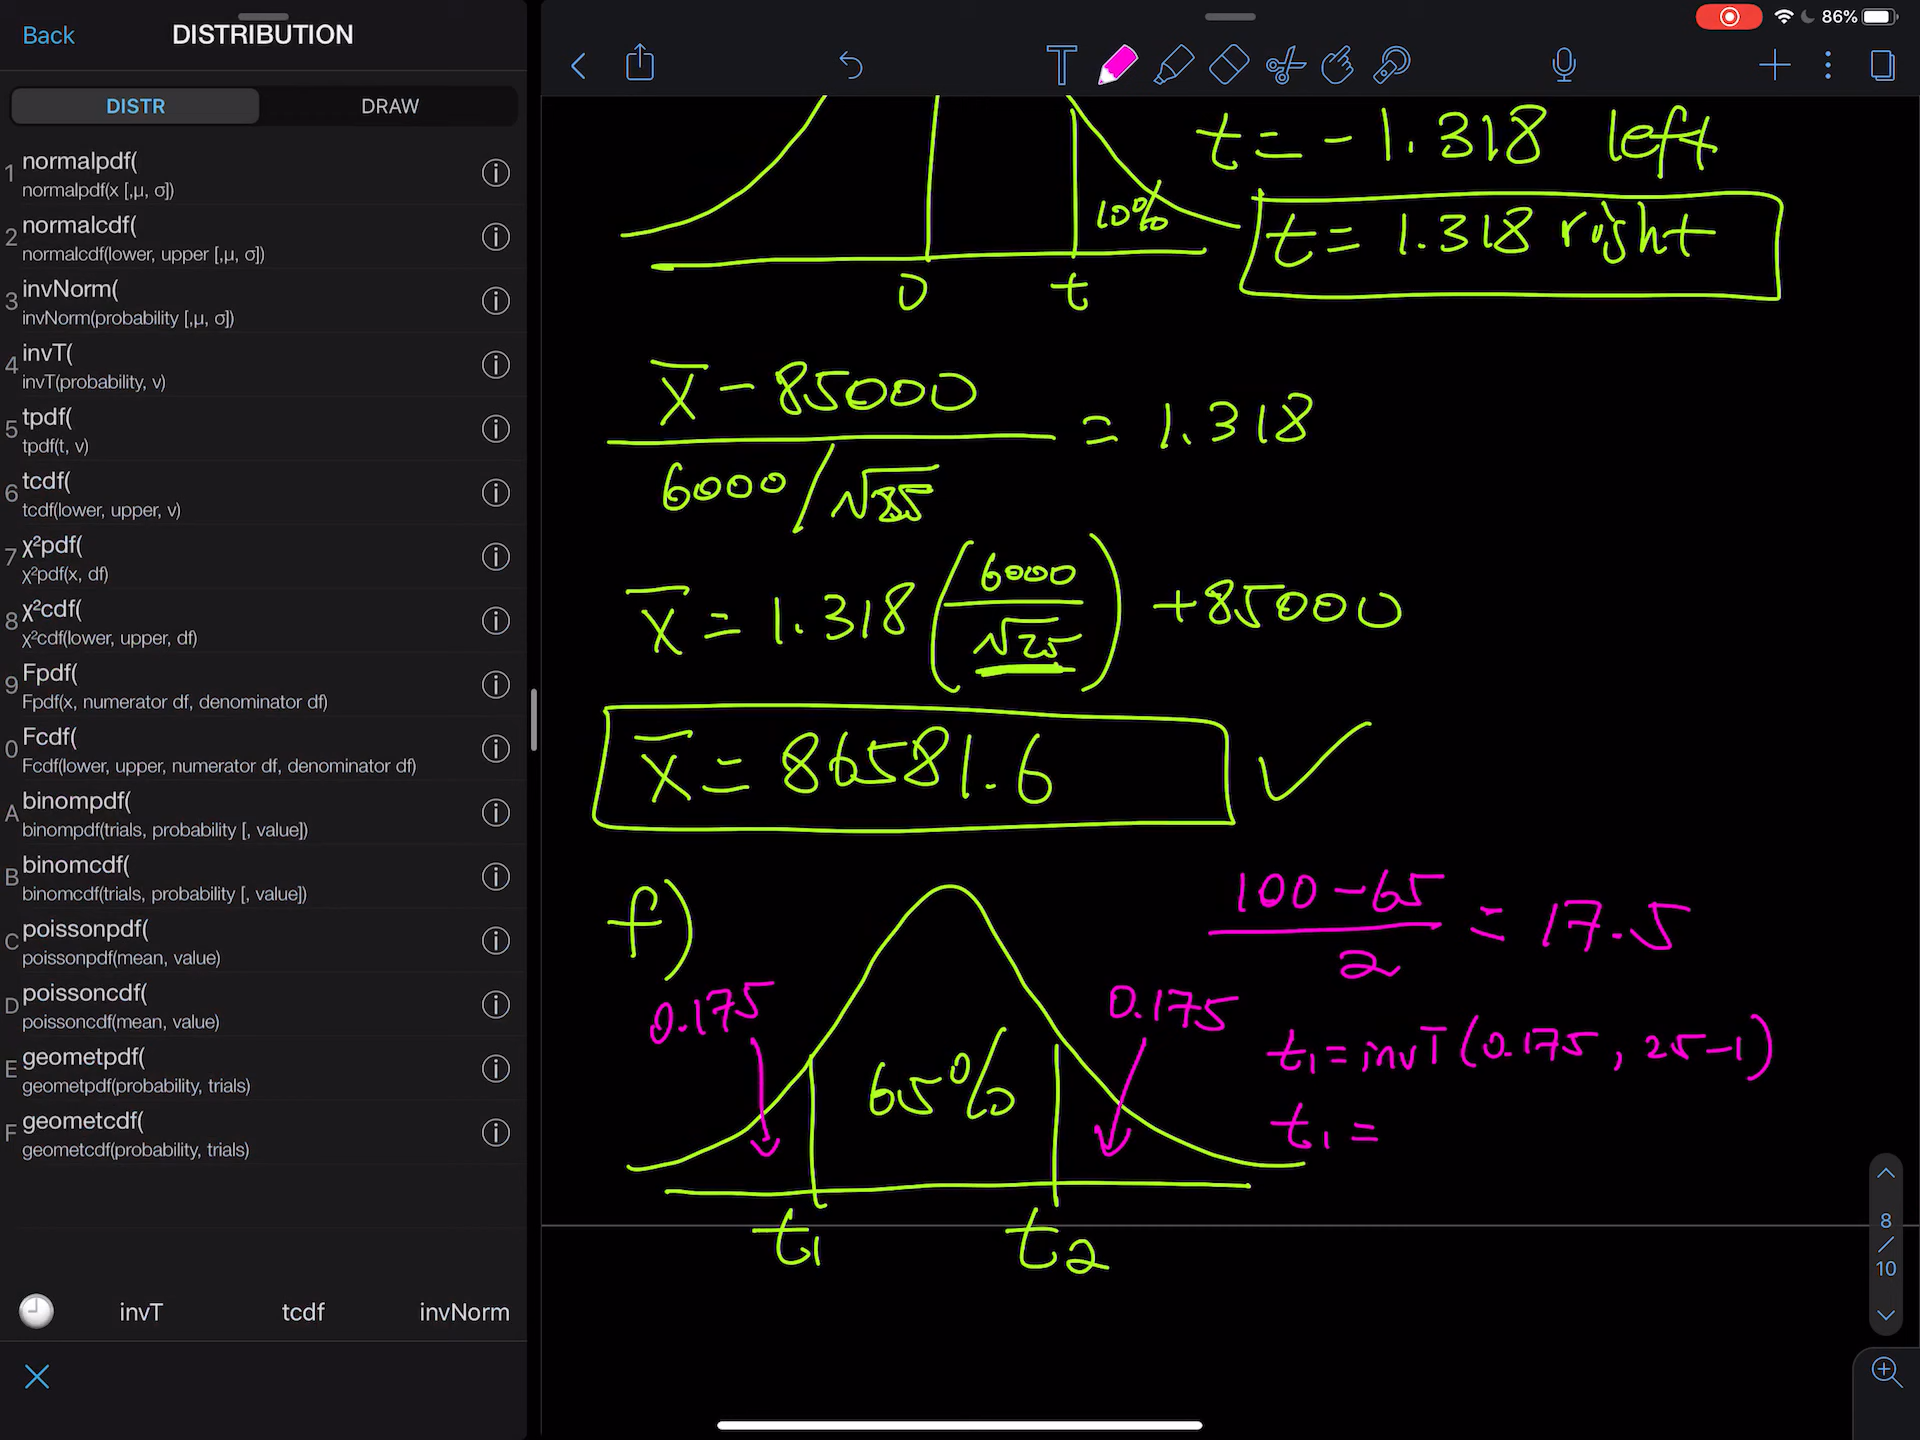 86%
Back
DISTRIBUTION
DISTR
DRAW
1 normalpdf(
normalpdf(x [,μ, σ])
2 normalcdf(
normalcdf(lower, upper [,μ, σ])
3 invNorm(
invNorm(probability [,μ, σ])
4 invT(
invT(probability, v)
5 tpdf(
tpdf(t, v)
6 tcdf(
tcdf(lower, upper, v)
7 χ²pdf(
χ²pdf(x, df)
8 χ²cdf(
χ²cdf(lower, upper, df)
9 Fpdf(
Fpdf(x, numerator df, denominator df)
0 Fcdf(
Fcdf(lower, upper, numerator df, denominator df)
A binompdf(
binompdf(trials, probability [, value])
B binomcdf(
binomcdf(trials, probability [, value])
C poissonpdf(
poissonpdf(mean, value)
D poissoncdf(
poissoncdf(mean, value)
E geometpdf(
geometpdf(probability, trials)
F geometcdf(
geometcdf(probability, trials)
invT
tcdf
invNorm
T
t = -1.318 left
10%
t = 1.318 right
0
t
x̄ - 85000
= 1.318
6000 /
x̄ = 1.318 (6000/√25) + 85000
x̄ = 86581.6 ✓
f)
100 - 65
= 17.5
2
0.175
0.175
65%
t1 = invT (0.175, 25-1)
t1 =
t1
t2
8
/
10